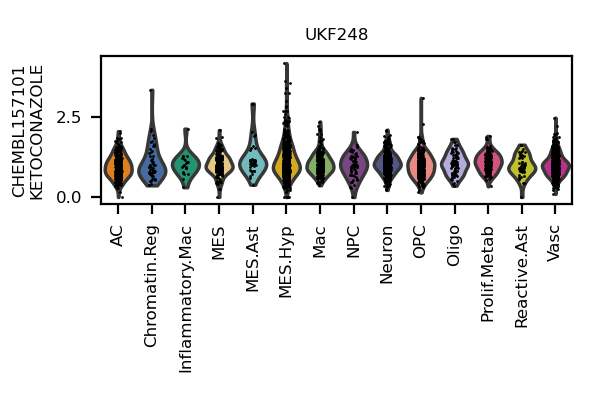 UKF248
CHEMBL157101
KETOCONAZOLE
2.5
0.0
AC
Chromatin.Reg
Inflammatory.Mac
MES
MES.Ast
MES.Hyp
Mac
NPC
Neuron
OPC
Oligo
Prolif.Metab
Reactive.Ast
Vasc